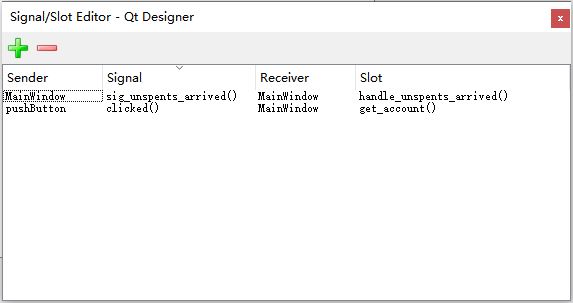 Signal/Slot Editor - Qt Designer
Sender Signal Receiver Slot
MainWindow sig_unspents_arrived() MainWindow handle_unspents_arrived()
pushButton clicked() MainWindow get_account()